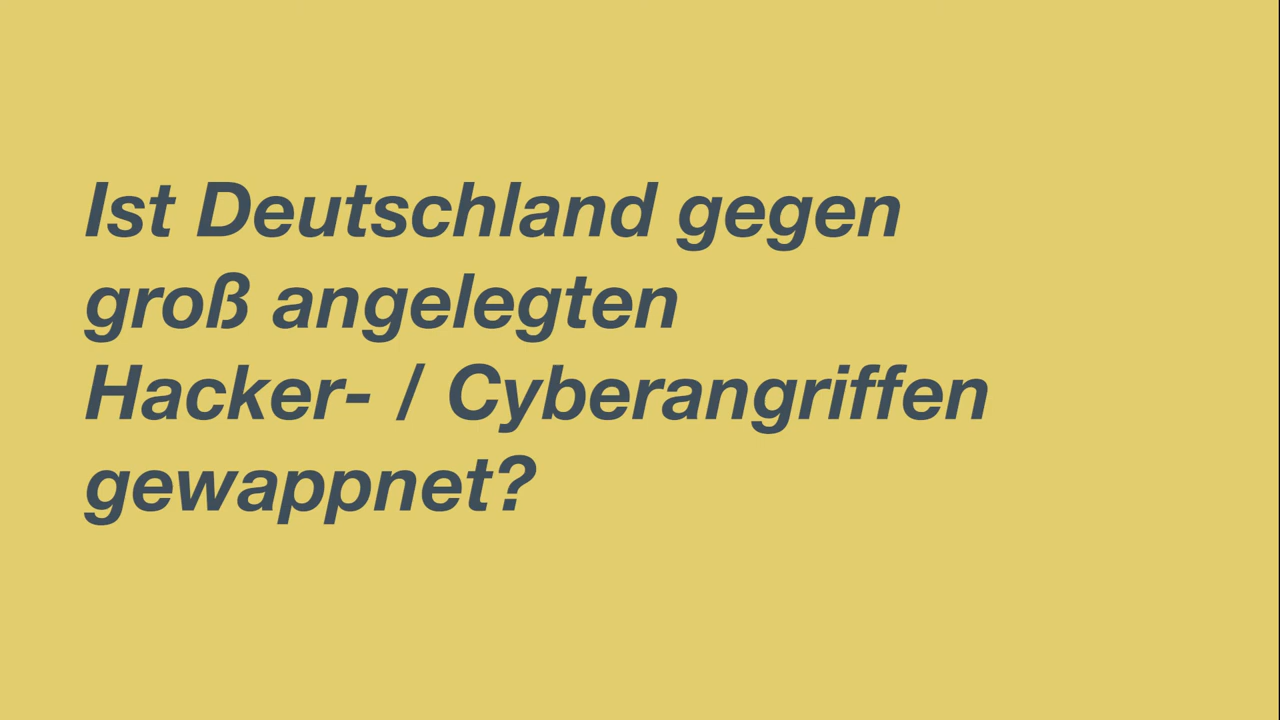 Ist Deutschland gegen
groß angelegten
Hacker- / Cyberangriffen
gewappnet?